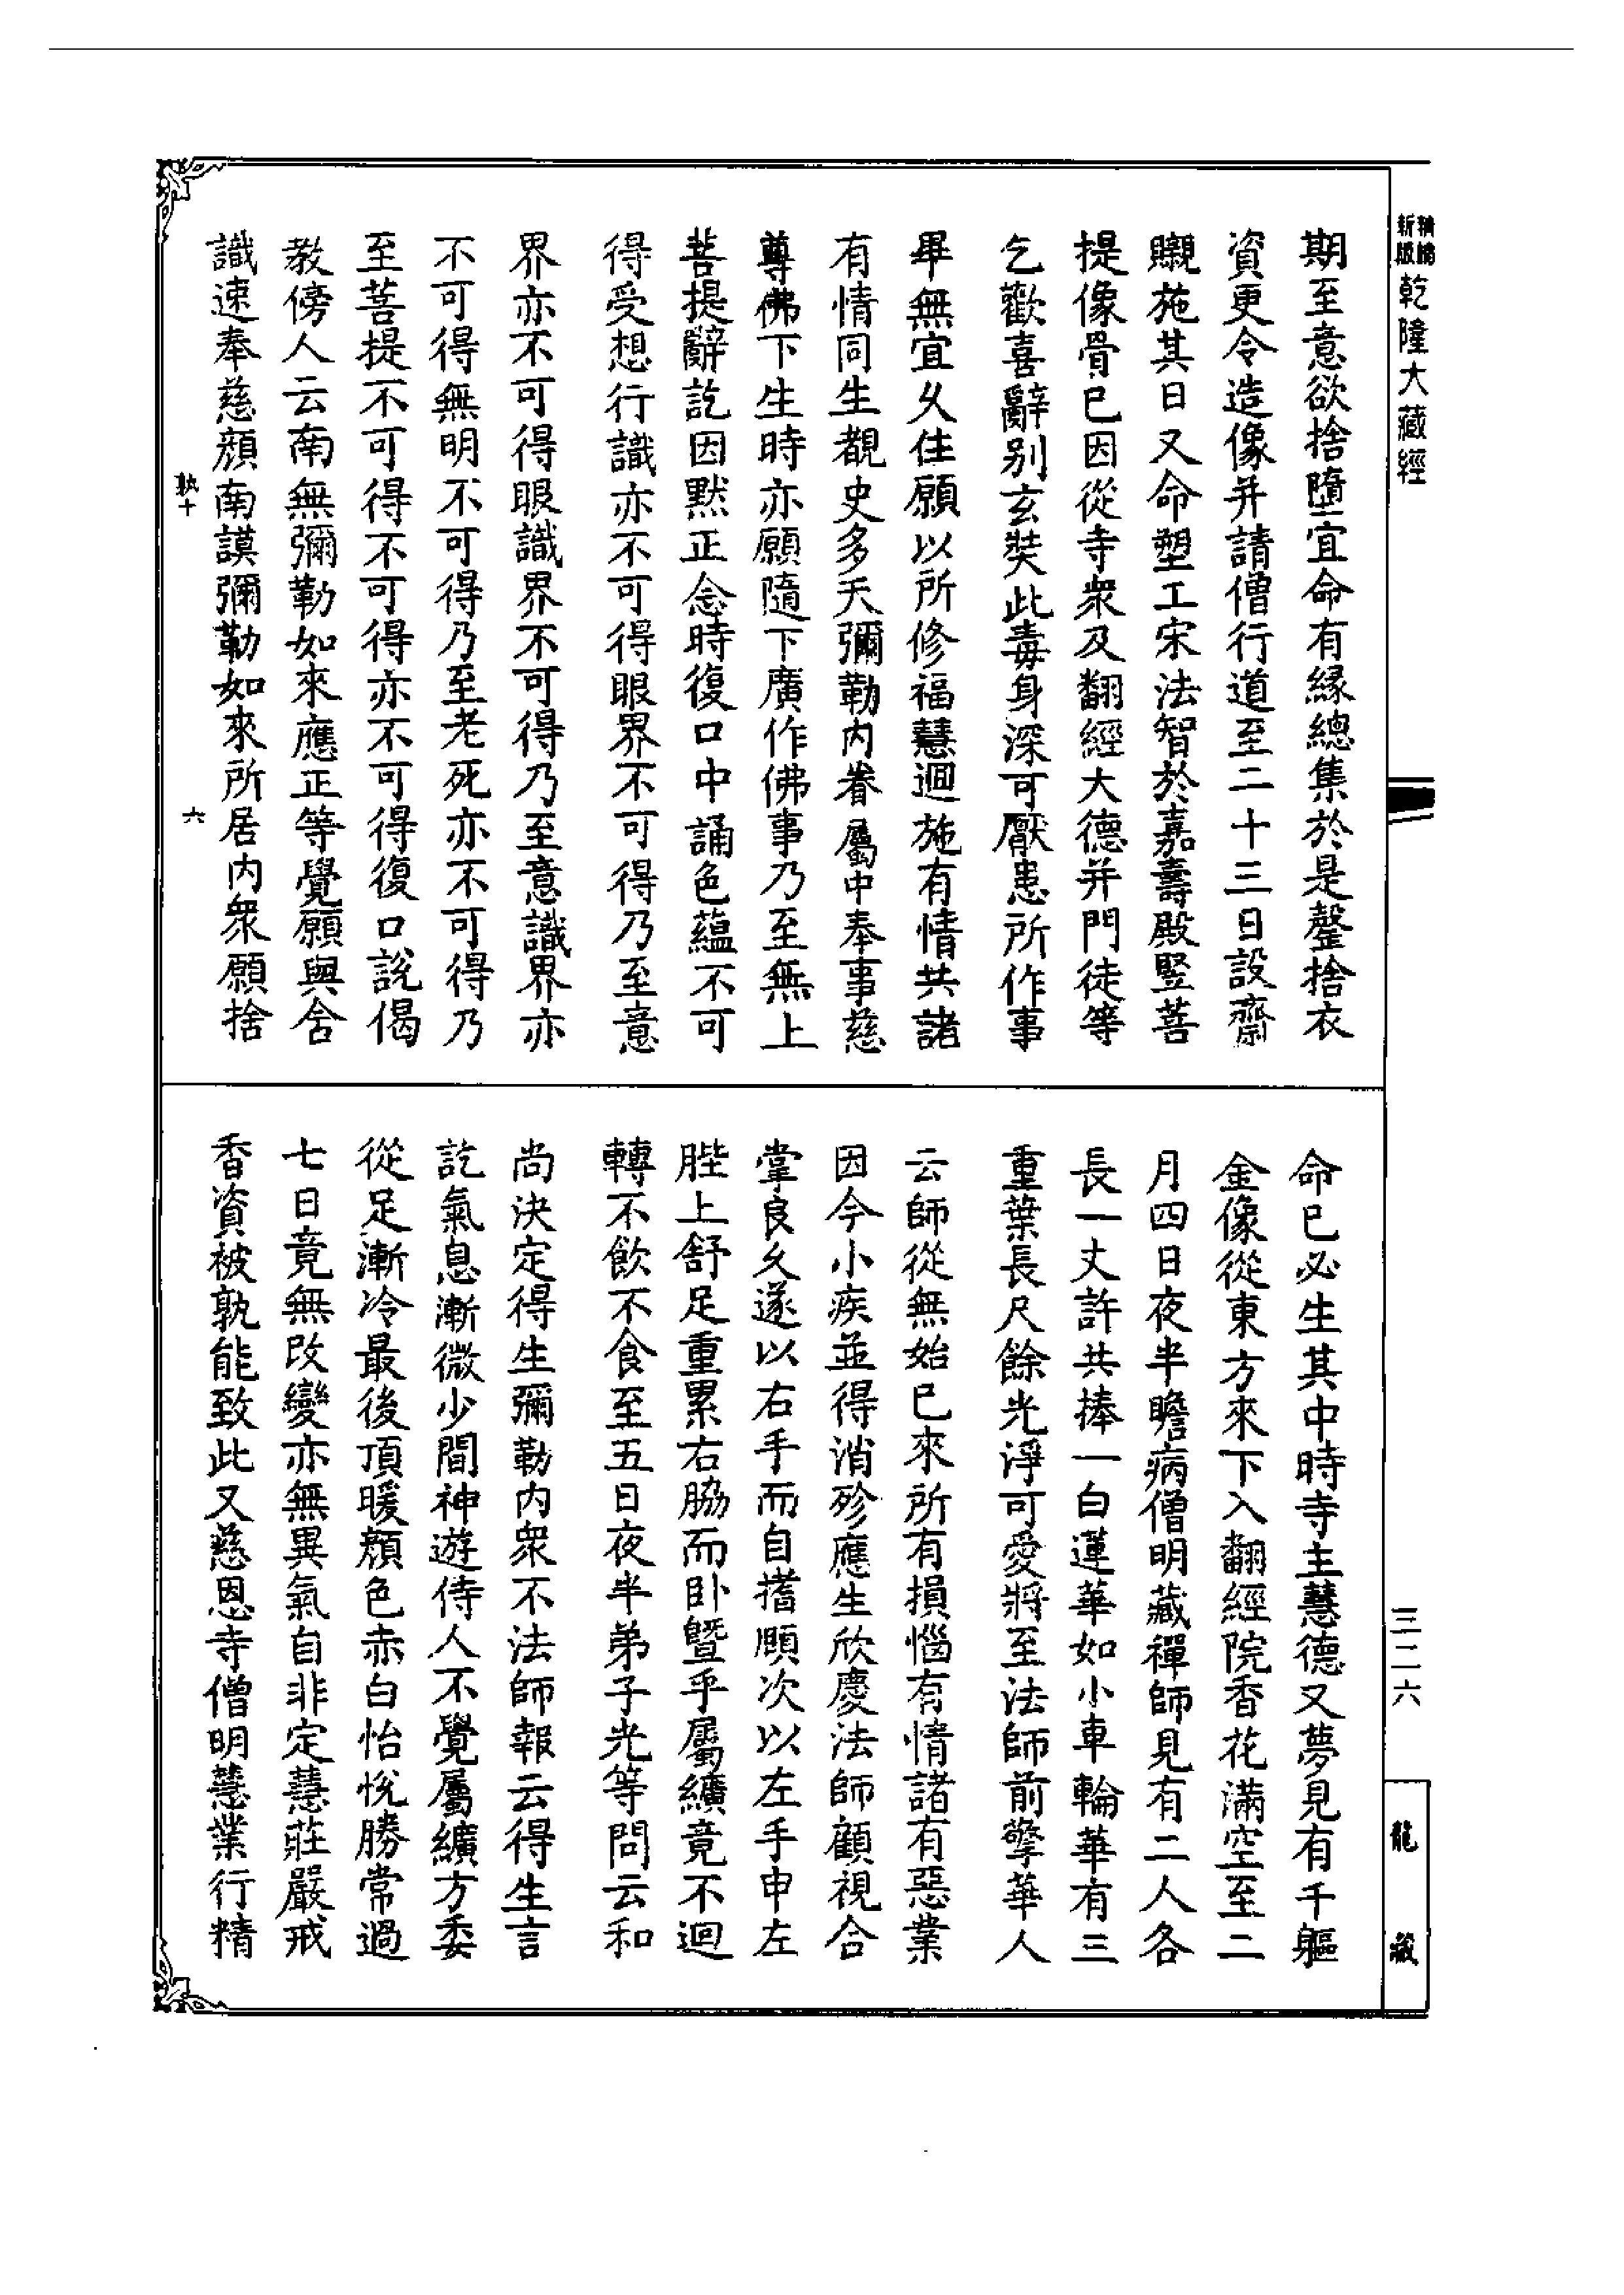 新版
乾隆大藏經
期至意欲捨墮宜命有緣總集於是罄捨衣
資更令造像并請僧行道至二十三日設齋
贜施其日又命塑工宋法智於嘉壽殿豎菩
提像骨已因從寺衆及翻經大德并門徒等
乞歡喜辭别玄奘此毒身深可厭患所作事
畢無宜久住願以所修福慧迴施有情共諸
有情同生覩史多天彌勒内眷屬中奉事慈
尊佛下生時亦願隨下廣作佛事乃至無上
菩提辭訖因默正念時復口中誦色蘊不可
得受想行識亦不可得眼界不可得乃至意
界亦不可得眼識界不可得乃至意識界亦
不可得無明不可得乃至老死亦不可得乃
至菩提不可得不可得亦不可得復口說偈
教傍人云南無彌勒如來應正等覺願與含
識速奉慈顏南謨彌勒如來所居内衆願捨
孰十
六
命已必生其中時寺主慧德又夢見有千軀
金像從東方來下入翻經院香花滿空至二
月四日夜半瞻病僧明藏禪師見有二人各
長一丈許共捧一白蓮華如小車輪華有三
重葉長尺餘光淨可愛將至法師前擎華人
云師從無始已來所有損惱有情諸有惡業
因今小疾並得消殄應生欣慶法師顧視合
掌良久遂以右手而自搘頤次以左手申左
胜上舒足重累右脇而卧暨乎屬纊竟不迴
轉不飲不食至五日夜半弟子光等問云和
尚決定得生彌勒内衆不法師報云得生言
訖氣息漸微少間神遊侍人不覺屬纊方委
從足漸冷最後頂暖顏色赤白怡悅勝常過
七日竟無改變亦無異氣自非定慧莊嚴戒
香資被孰能致此又慈恩寺僧明慧業行精
三二六
龍藏